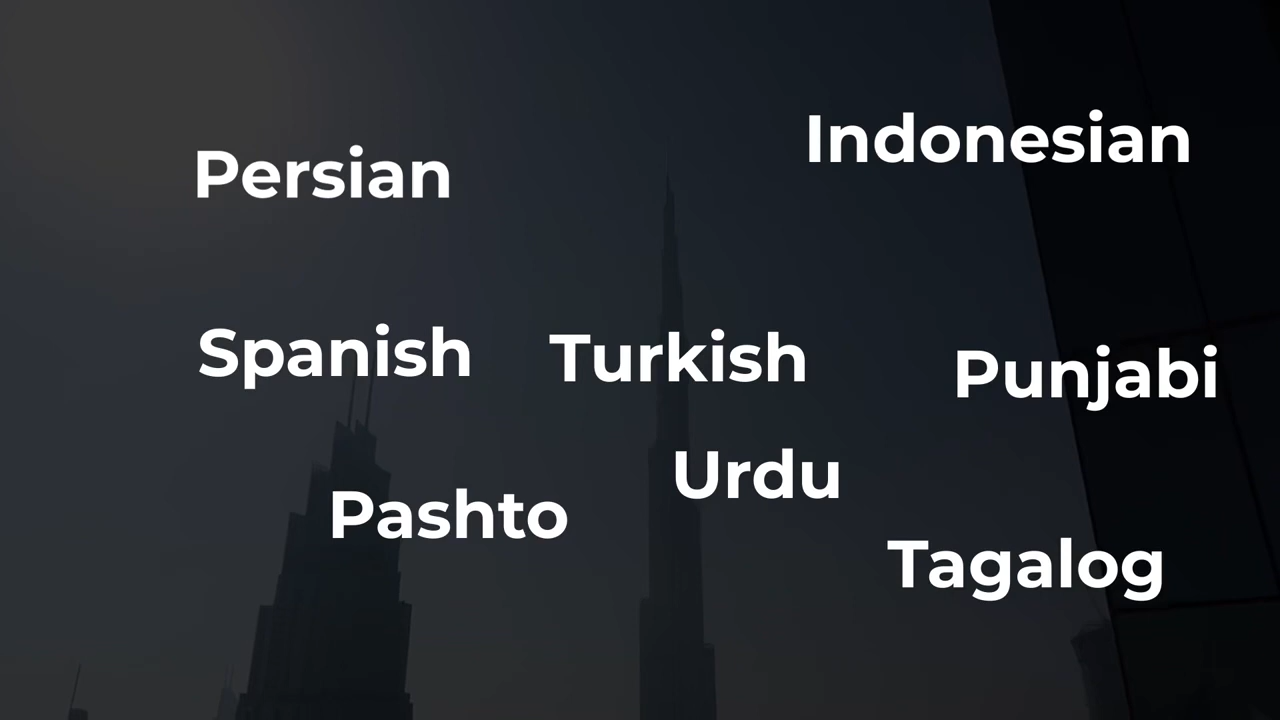 Indonesian
Persian
Spanish
Turkish
Punjabi
Urdu
Pashto
Tagalog